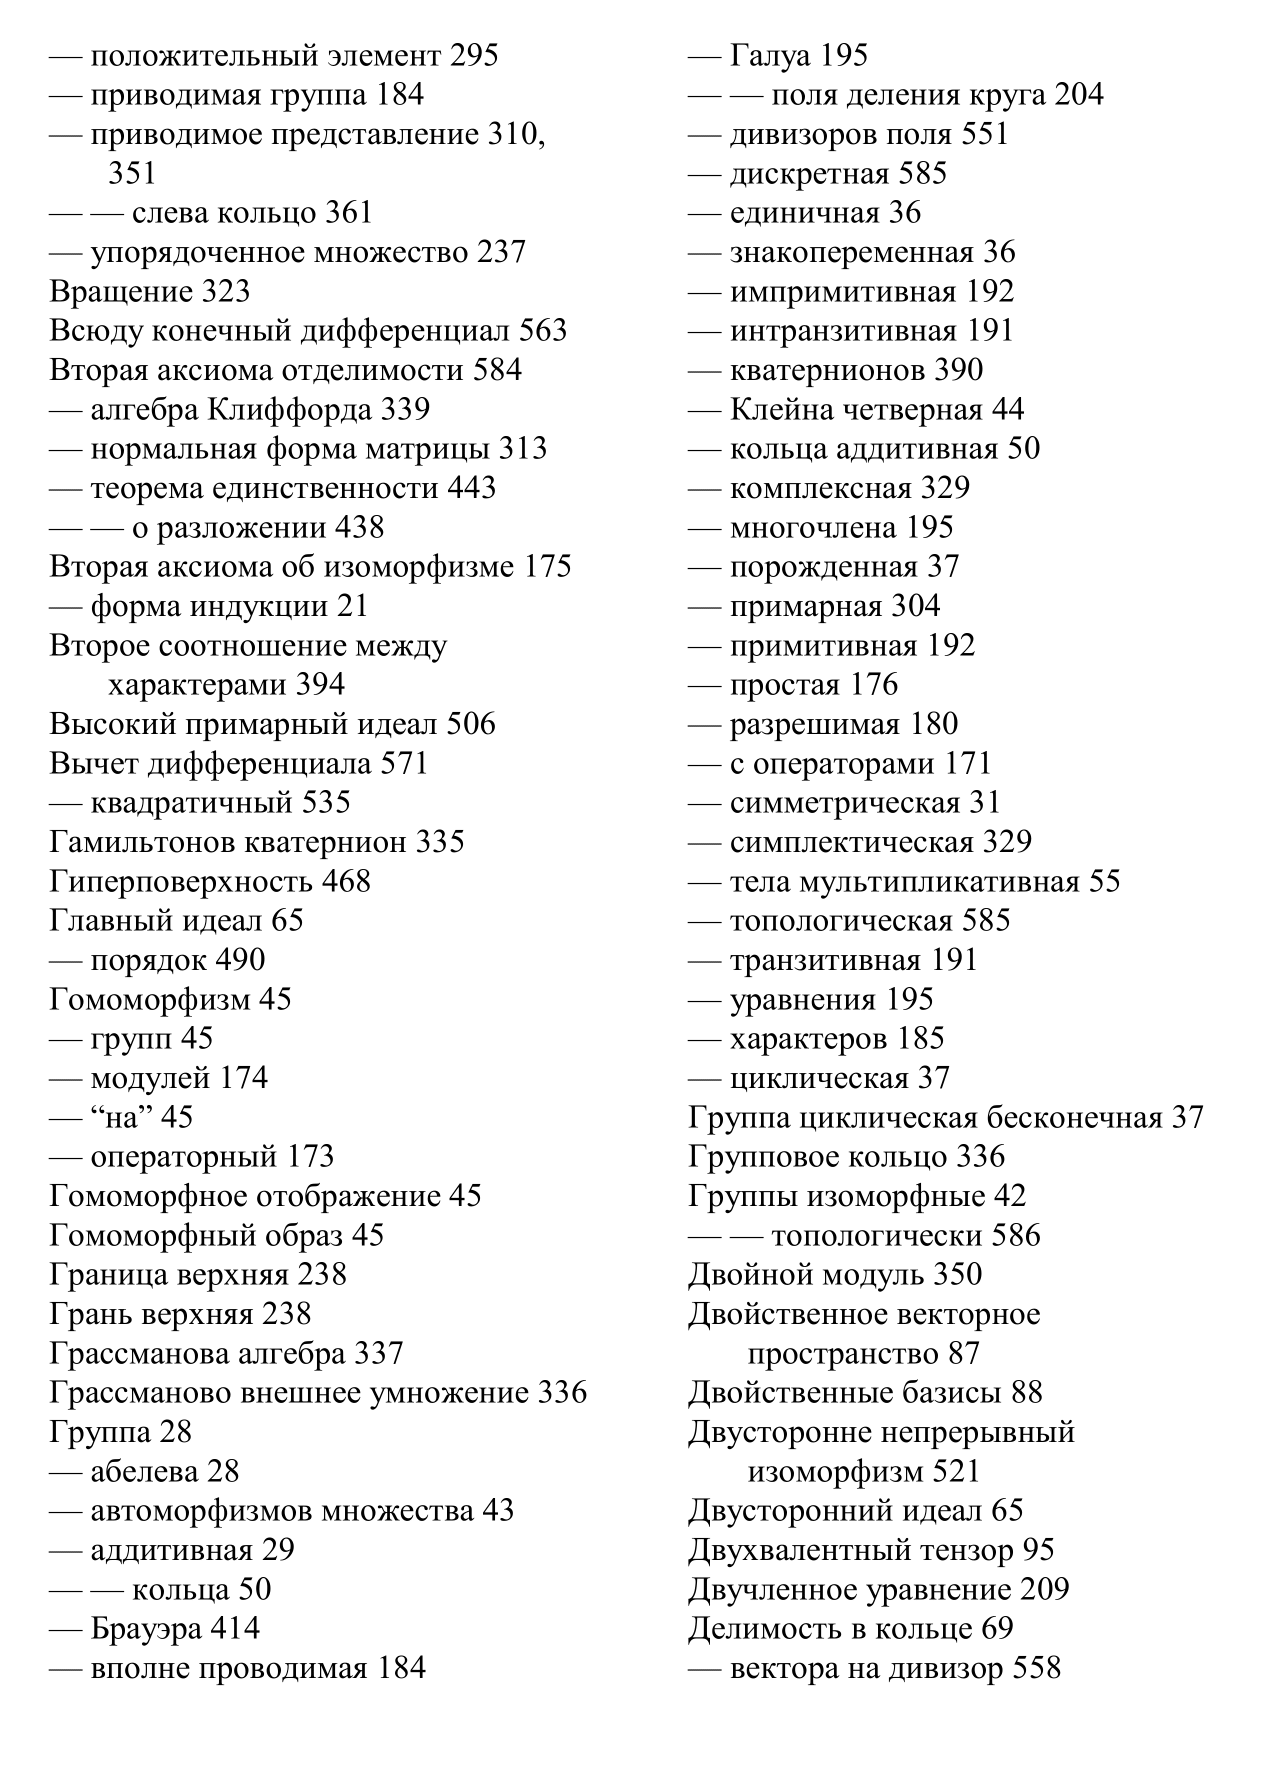 — положительный элемент 295
— приводимая группа 184
— приводимое представление 310,
351
— — слева кольцо 361
— упорядоченное множество 237
Вращение 323
Всюду конечный дифференциал 563
Вторая аксиома отделимости 584
— алгебра Клиффорда 339
— нормальная форма матрицы 313
— теорема единственности 443
— — о разложении 438
Вторая аксиома об изоморфизме 175
— форма индукции 21
Второе соотношение между
характерами 394
Высокий примарный идеал 506
Вычет дифференциала 571
— квадратичный 535
Гамильтонов кватернион 335
Гиперповерхность 468
Главный идеал 65
— порядок 490
Гомоморфизм 45
— групп 45
— модулей 174
— “на” 45
— операторный 173
Гомоморфное отображение 45
Гомоморфный образ 45
Граница верхняя 238
Грань верхняя 238
Грассманова алгебра 337
Грассманово внешнее умножение 336
Группа 28
— абелева 28
— автоморфизмов множества 43
— аддитивная 29
— — кольца 50
— Брауэра 414
— вполне проводимая 184
— Галуа 195
— — поля деления круга 204
— дивизоров поля 551
— дискретная 585
— единичная 36
— знакопеременная 36
— импримитивная 192
— интранзитивная 191
— кватернионов 390
— Клейна четверная 44
— кольца аддитивная 50
— комплексная 329
— многочлена 195
— порожденная 37
— примарная 304
— примитивная 192
— простая 176
— разрешимая 180
— с операторами 171
— симметрическая 31
— симплектическая 329
— тела мультипликативная 55
— топологическая 585
— транзитивная 191
— уравнения 195
— характеров 185
— циклическая 37
Группа циклическая бесконечная 37
Групповое кольцо 336
Группы изоморфные 42
— — топологически 586
Двойной модуль 350
Двойственное векторное
пространство 87
Двойственные базисы 88
Двусторонне непрерывный
изоморфизм 521
Двусторонний идеал 65
Двухвалентный тензор 95
Двучленное уравнение 209
Делимость в кольце 69
— вектора на дивизор 558